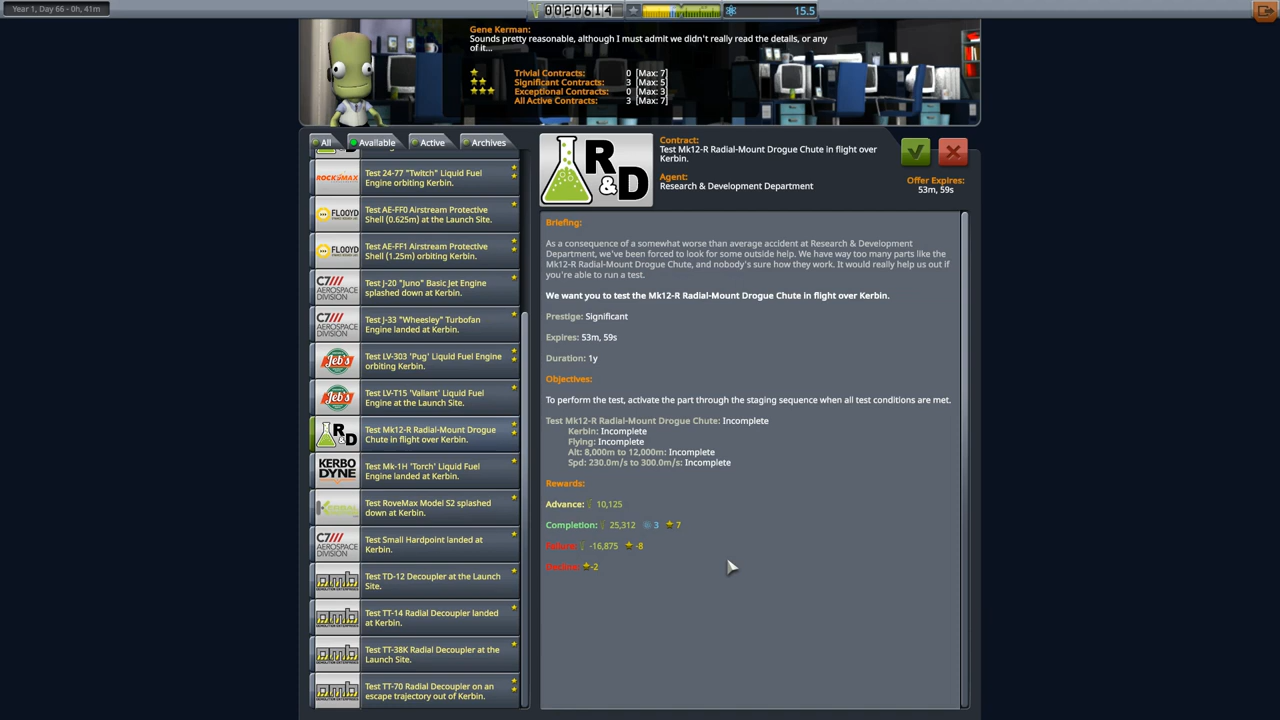 Year 1, Day 66 - 0h, 41m
0020614
15.5
Gene Kerman:
Sounds pretty reasonable, although I must admit we didn't really read the details, or any
of it...
Trivial Contracts: 0 [Max: 7]
Significant Contracts: 3 [Max: 5]
Exceptional Contracts: 0 [Max: 3]
All Active Contracts: 3 [Max: 7]
All
Available
Active
Archives
ROCKOMAX
Test 24-77 "Twitch" Liquid Fuel
Engine orbiting Kerbin.
FLOOYD
Test AE-FF0 Airstream Protective
Shell (0.625m) at the Launch Site.
FLOOYD
Test AE-FF1 Airstream Protective
Shell (1.25m) orbiting Kerbin.
C7///
AEROSPACE
DIVISION
Test J-20 "Juno" Basic Jet Engine
splashed down at Kerbin.
C7///
AEROSPACE
DIVISION
Test J-33 "Wheesley" Turbofan
Engine landed at Kerbin.
Jeb's
Test LV-303 'Pug' Liquid Fuel Engine
orbiting Kerbin.
Jeb's
Test LV-T15 'Valiant' Liquid Fuel
Engine at the Launch Site.
R&D
Test Mk12-R Radial-Mount Drogue
Chute in flight over Kerbin.
KERBO
DYNE
Test Mk-1H 'Torch' Liquid Fuel
Engine landed at Kerbin.
Test RoveMax Model S2 splashed
down at Kerbin.
C7///
AEROSPACE
DIVISION
Test Small Hardpoint landed at
Kerbin.
Test TD-12 Decoupler at the Launch
Site.
Test TT-14 Radial Decoupler landed
at Kerbin.
Test TT-38K Radial Decoupler at the
Launch Site.
Test TT-70 Radial Decoupler on an
escape trajectory out of Kerbin.
R&D
Contract:
Test Mk12-R Radial-Mount Drogue Chute in flight over
Kerbin.
Agent:
Research & Development Department
Offer Expires:
53m, 59s
Briefing:
As a consequence of a somewhat worse than average accident at Research & Development
Department, we've been forced to look for some outside help. We have way too many parts like the
Mk12-R Radial-Mount Drogue Chute, and nobody's sure how they work. It would really help us out if
you're able to run a test.
We want you to test the Mk12-R Radial-Mount Drogue Chute in flight over Kerbin.
Prestige: Significant
Expires: 53m, 59s
Duration: 1y
Objectives:
To perform the test, activate the part through the staging sequence when all test conditions are met.
Test Mk12-R Radial-Mount Drogue Chute: Incomplete
Kerbin: Incomplete
Flying: Incomplete
Alt: 8,000m to 12,000m: Incomplete
Spd: 230.0m/s to 300.0m/s: Incomplete
Rewards:
Advance: 10,125
Completion: 25,312 3 7
Failure: -16,875 -8
Decline: -2